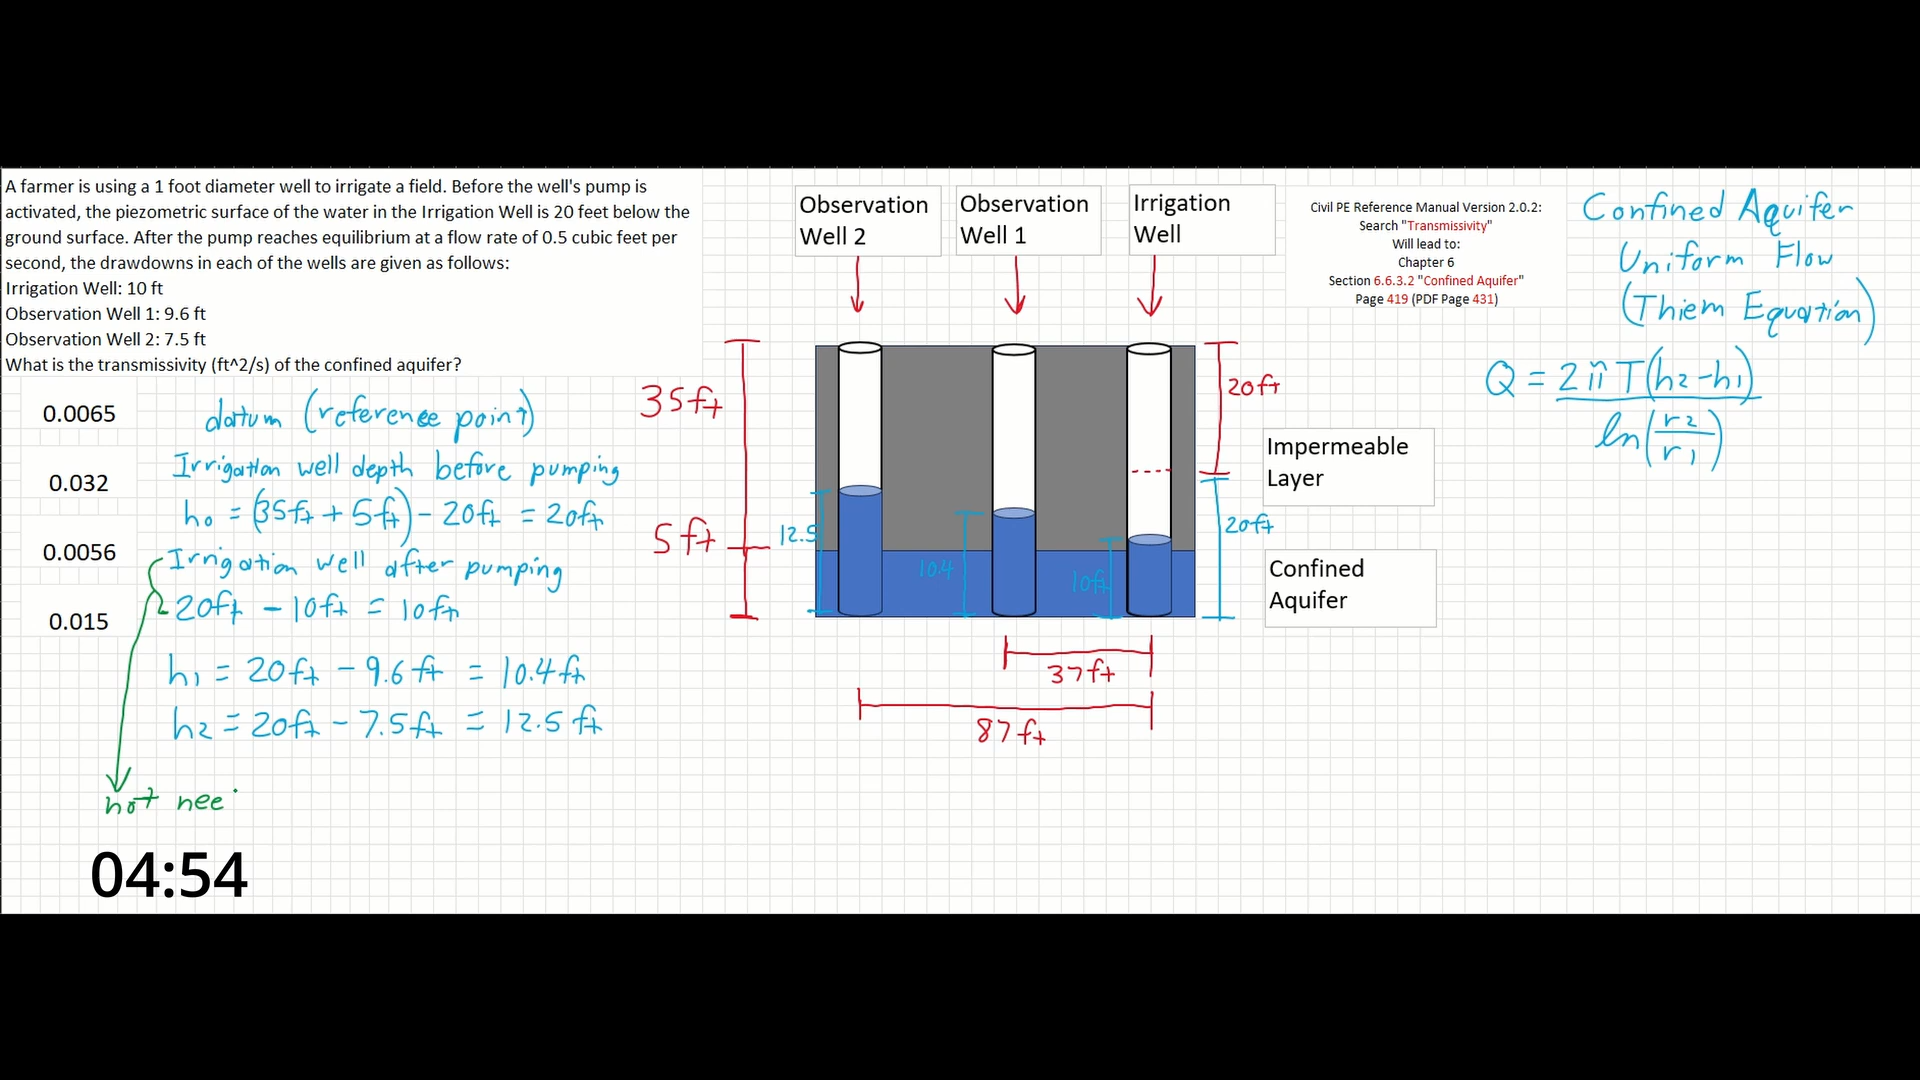 A farmer is using a 1 foot diameter well to irrigate a field. Before the well's pump is
activated, the piezometric surface of the water in the Irrigation Well is 20 feet below the
ground surface. After the pump reaches equilibrium at a flow rate of 0.5 cubic feet per
second, the drawdowns in each of the wells are given as follows:
Irrigation Well: 10 ft
Observation Well 1: 9.6 ft
Observation Well 2: 7.5 ft
What is the transmissivity (ft^2/s) of the confined aquifer?
0.0065
0.032
0.0056
0.015
datum (reference point)
Irrigation well depth before pumping
h₀ = (35ft + 5ft) - 20ft = 20ft
Irrigation well after pumping
20ft - 10ft = 10ft
h₁ = 20ft - 9.6ft = 10.4ft
h₂ = 20ft - 7.5ft = 12.5ft
not nee
04:54
Observation
Well 2
Observation
Well 1
Irrigation
Well
35ft
5ft
12.5
10.4
10ft
20ft
20ft
37ft
87ft
Impermeable
Layer
Confined
Aquifer
Civil PE Reference Manual Version 2.0.2:
Search "Transmissivity"
Will lead to:
Chapter 6
Section 6.6.3.2 "Confined Aquifer"
Page 419 (PDF Page 431)
Confined Aquifer
Uniform Flow
(Thiem Equation)
Q = 2πT(h₂-h₁)
ln(r₂/r₁)